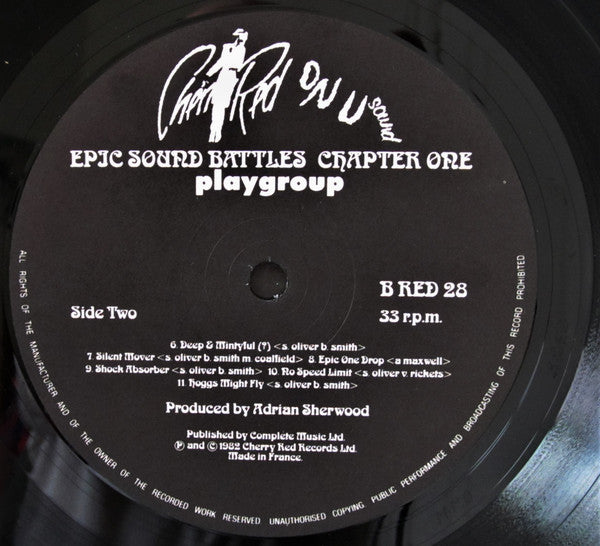 Cherry Red ON U SOUND
EPIC SOUND BATTLES CHAPTER ONE
playgroup
B RED 28
Side Two
33 r.p.m.
6. Deep & Mintyful (?) <s. oliver b. smith>
7. Silent Mover <s. oliver b. smith m. coalfield> 8. Epic One Drop <a maxwell>
9. Shock Absorber <s. oliver b. smith> 10. No Speed Limit <s. oliver v. rickets>
11. Hoggs Might Fly <s. oliver b. smith>
Produced by Adrian Sherwood
Published by Complete Music Ltd.
℗ and © 1982 Cherry Red Records Ltd.
Made in France.
ALL RIGHTS OF THE MANUFACTURER AND OF THE OWNER OF THE RECORDED WORK RESERVED UNAUTHORISED COPYING PUBLIC PERFORMANCE AND BROADCASTING OF THIS RECORD PROHIBITED